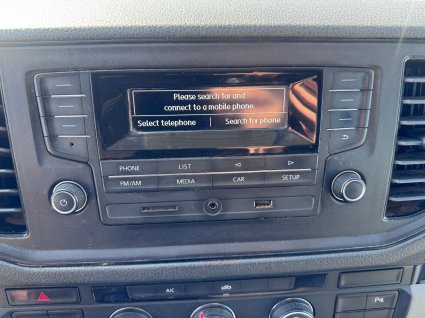 Please search for and
connect to a mobile phone.
Select telephone Search for phone
PHONE LIST
FM/AM MEDIA CAR SETUP
A/C